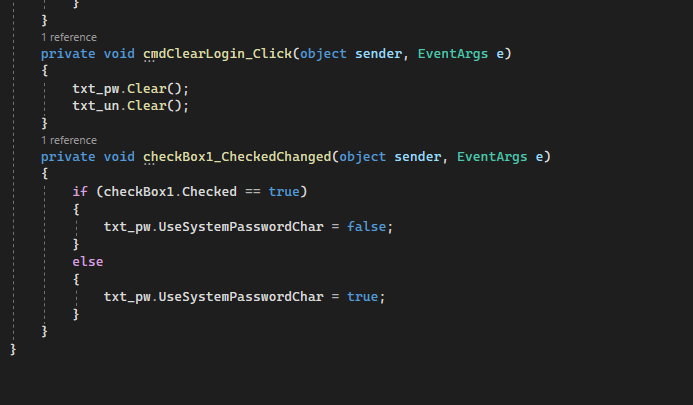 }
}
1 reference
private void cmdClearLogin_Click(object sender, EventArgs e)
{
txt_pw.Clear();
txt_un.Clear();
}
1 reference
private void checkBox1_CheckedChanged(object sender, EventArgs e)
{
if (checkBox1.Checked == true)
{
txt_pw.UseSystemPasswordChar = false;
}
else
{
txt_pw.UseSystemPasswordChar = true;
}
}
}